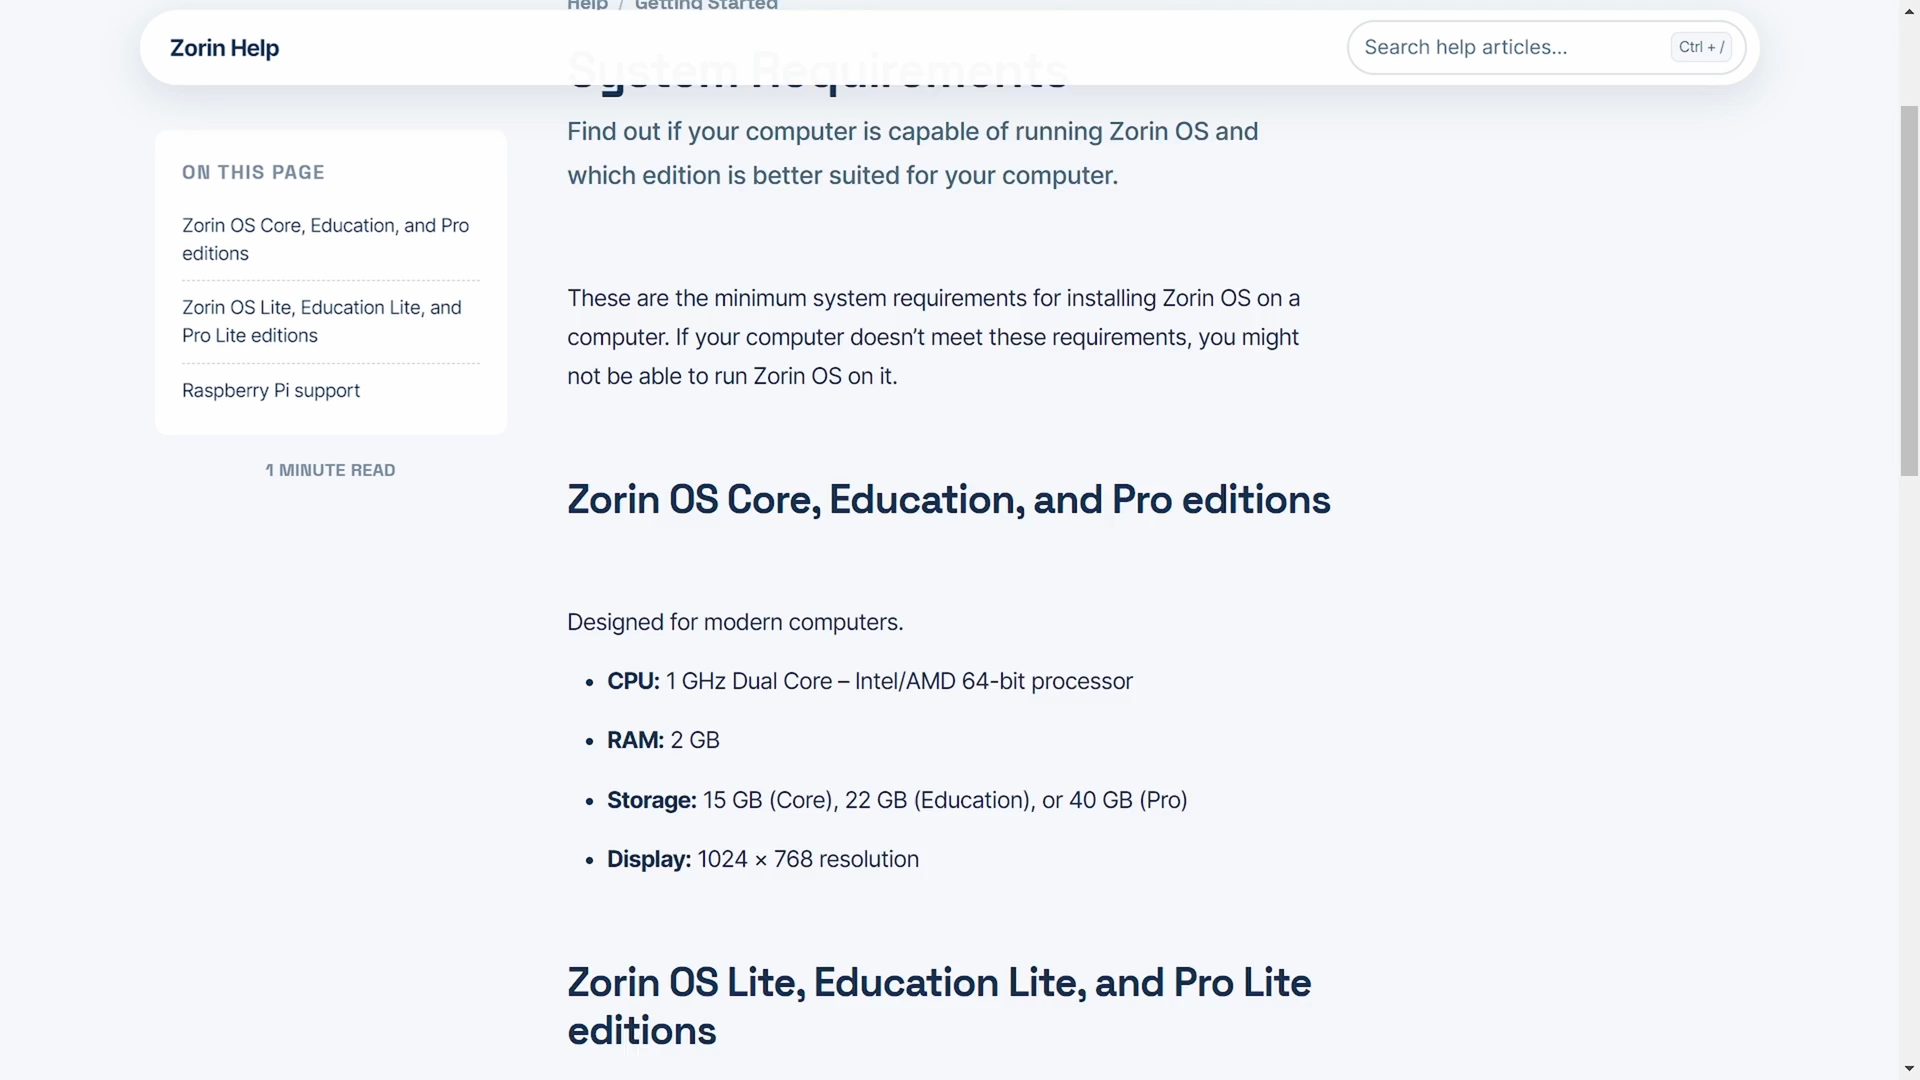 Help / Getting Started
Zorin Help
Search help articles...
Ctrl + /
System Requirements
Find out if your computer is capable of running Zorin OS and
which edition is better suited for your computer.
ON THIS PAGE
Zorin OS Core, Education, and Pro
editions
Zorin OS Lite, Education Lite, and
Pro Lite editions
Raspberry Pi support
1 MINUTE READ
These are the minimum system requirements for installing Zorin OS on a
computer. If your computer doesn’t meet these requirements, you might
not be able to run Zorin OS on it.
Zorin OS Core, Education, and Pro editions
Designed for modern computers.
• CPU: 1 GHz Dual Core – Intel/AMD 64-bit processor
• RAM: 2 GB
• Storage: 15 GB (Core), 22 GB (Education), or 40 GB (Pro)
• Display: 1024 × 768 resolution
Zorin OS Lite, Education Lite, and Pro Lite
editions